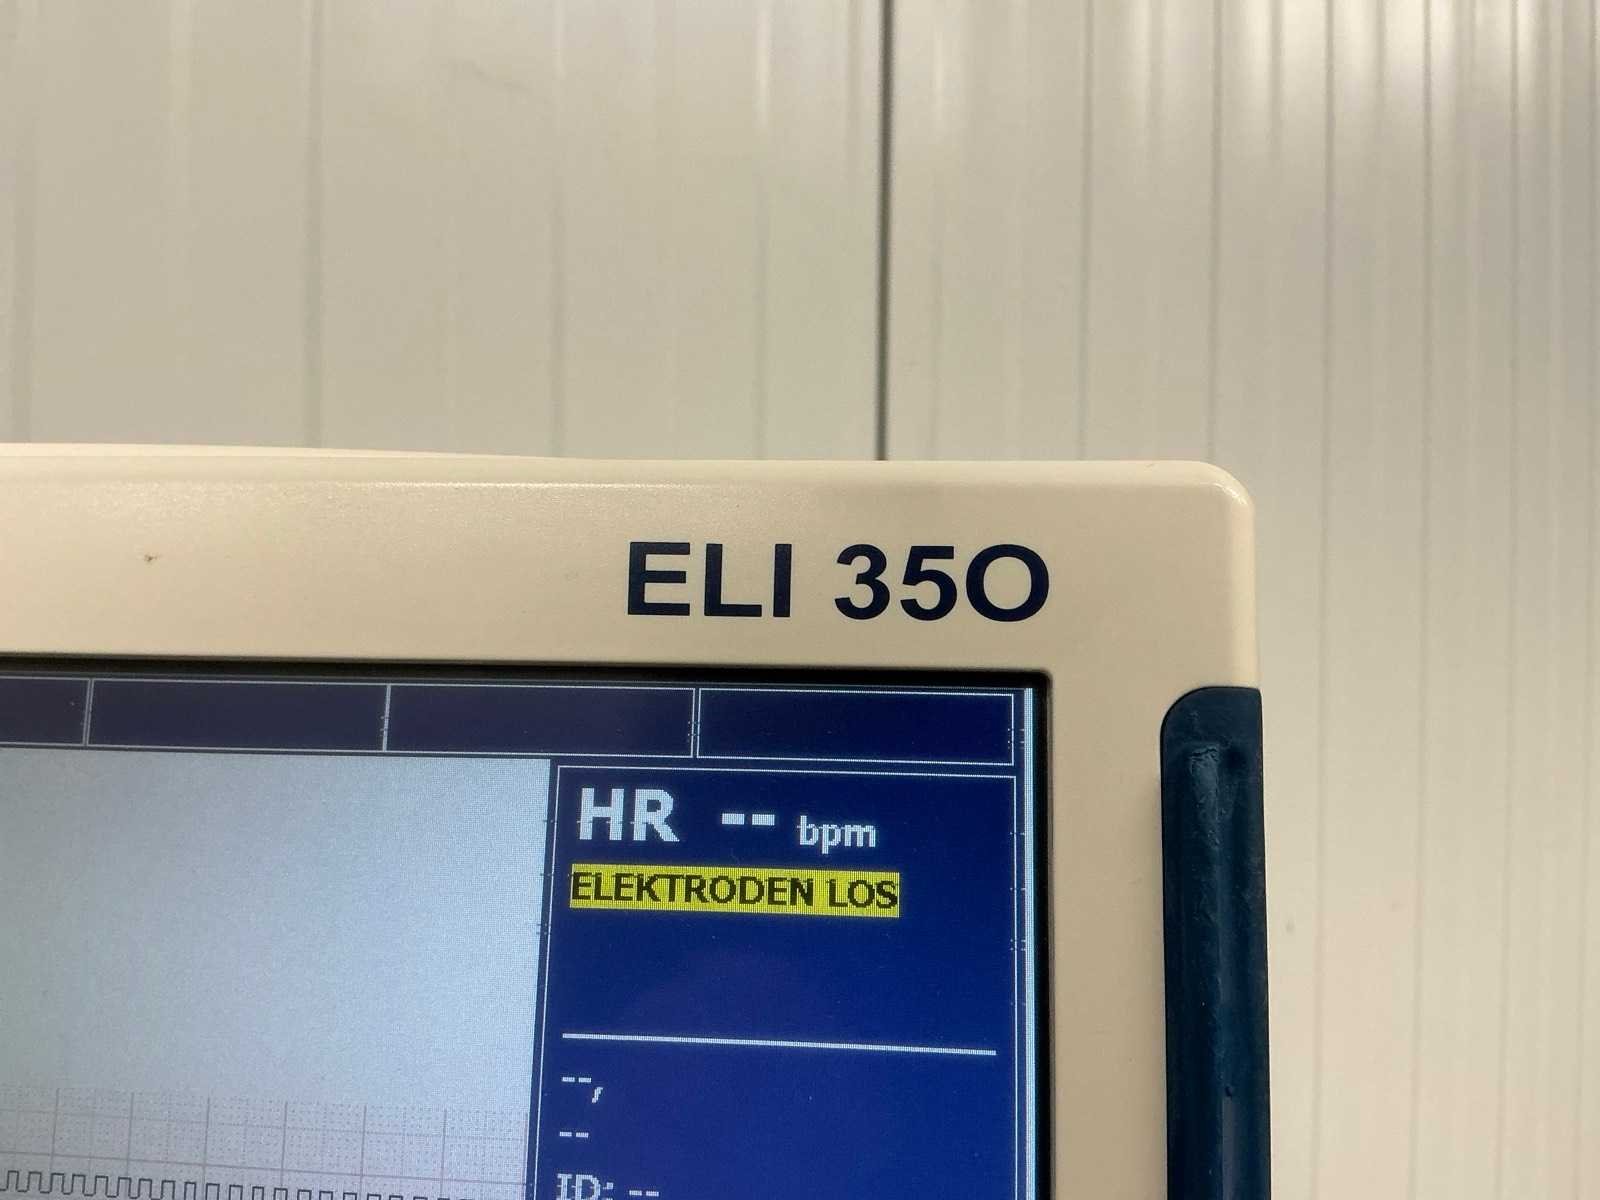 ELI 350
HR -- bpm
ELEKTRODEN LOS
--,
--
ID: --